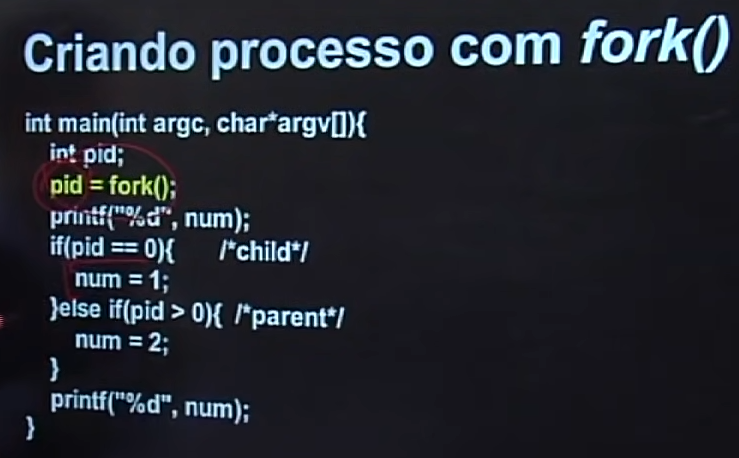 Criando processo com fork()
int main(int argc, char*argv[]){
int pid;
pid = fork();
printf("%d", num);
if(pid == 0){ /*child*/
num = 1;
}else if(pid > 0){ /*parent*/
num = 2;
}
printf("%d", num);
}